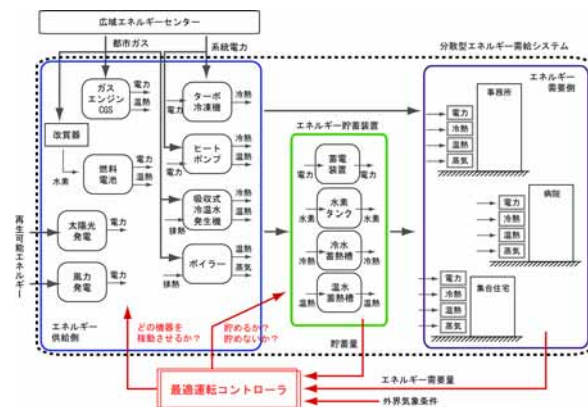 広域エネルギーセンター
都市ガス
系統電力
分散型エネルギー需給システム
ガス
エンジン
CGS
電力
温熱
改質器
水素
燃料
電池
電力
温熱
再生可能エネルギー
太陽光
発電
電力
風力
発電
電力
エネルギー
供給側
ターボ
冷凍機
電力
冷熱
ヒート
ポンプ
電力
冷熱
温熱
吸収式
冷温水
発生機
排熱
冷熱
温熱
ボイラー
排熱
温熱
蒸気
エネルギー貯蔵装置
蓄電
装置
電力
電力
水素
タンク
水素
水素
冷水
蓄熱槽
冷熱
冷熱
温水
蓄熱槽
温熱
温熱
エネルギー
需要側
事務所
電力
冷熱
温熱
蒸気
病院
電力
冷熱
温熱
蒸気
集合住宅
電力
冷熱
温熱
蒸気
どの機器を
稼動させるか?
貯めるか?
貯めないか?
貯蓄量
最適運転コントローラ
エネルギー需要量
外界気象条件